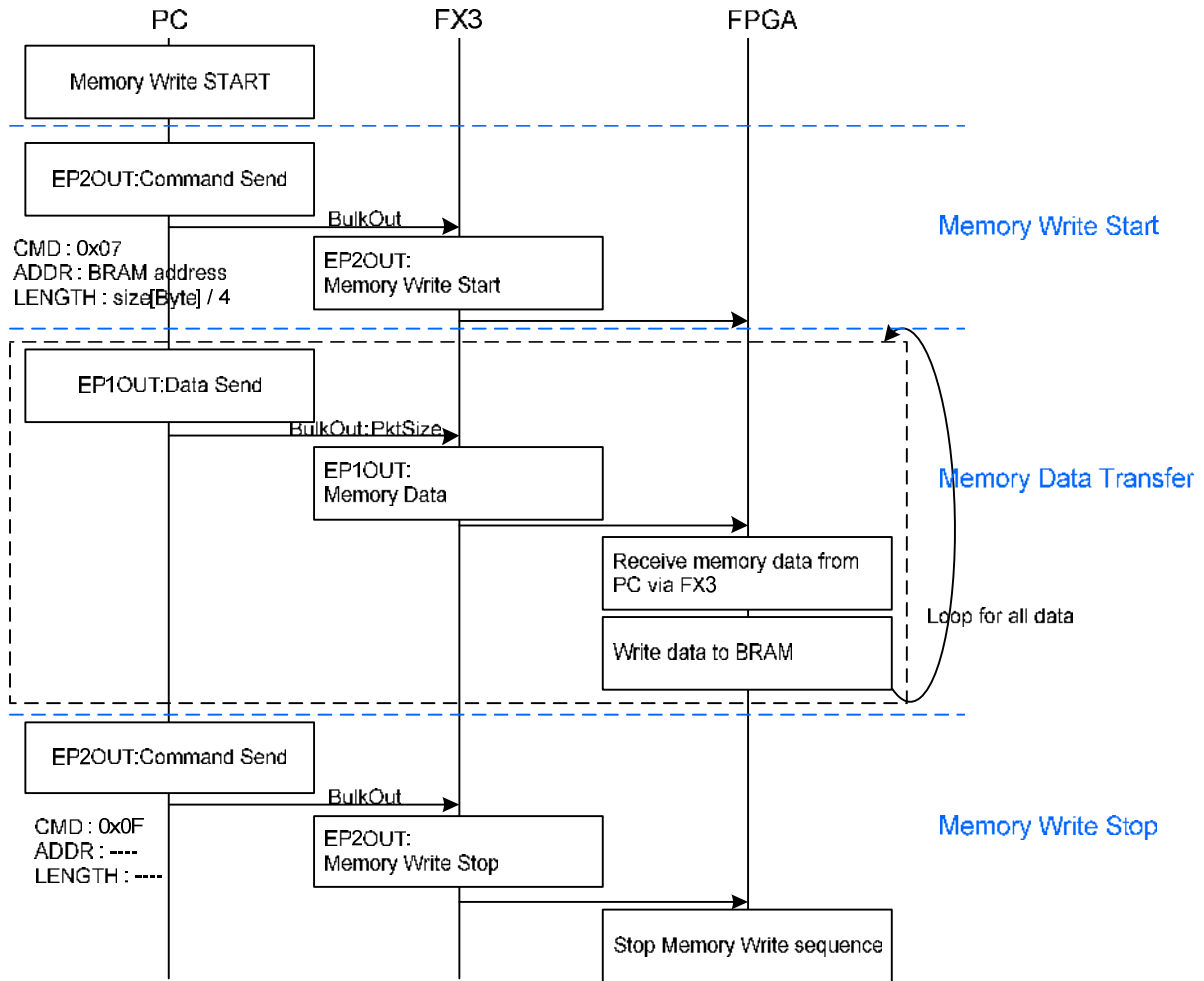 PC
FX3
FPGA
Memory Write START
EP2OUT:Command Send
BulkOut
Memory Write Start
CMD : 0x07
ADDR : BRAM address
LENGTH : size[Byte] / 4
EP2OUT:
Memory Write Start
EP1OUT:Data Send
BulkOut:PktSize
EP1OUT:
Memory Data
Memory Data Transfer
Receive memory data from
PC via FX3
Loop for all data
Write data to BRAM
EP2OUT:Command Send
BulkOut
CMD : 0x0F
ADDR : ----
LENGTH : ----
EP2OUT:
Memory Write Stop
Memory Write Stop
Stop Memory Write sequence